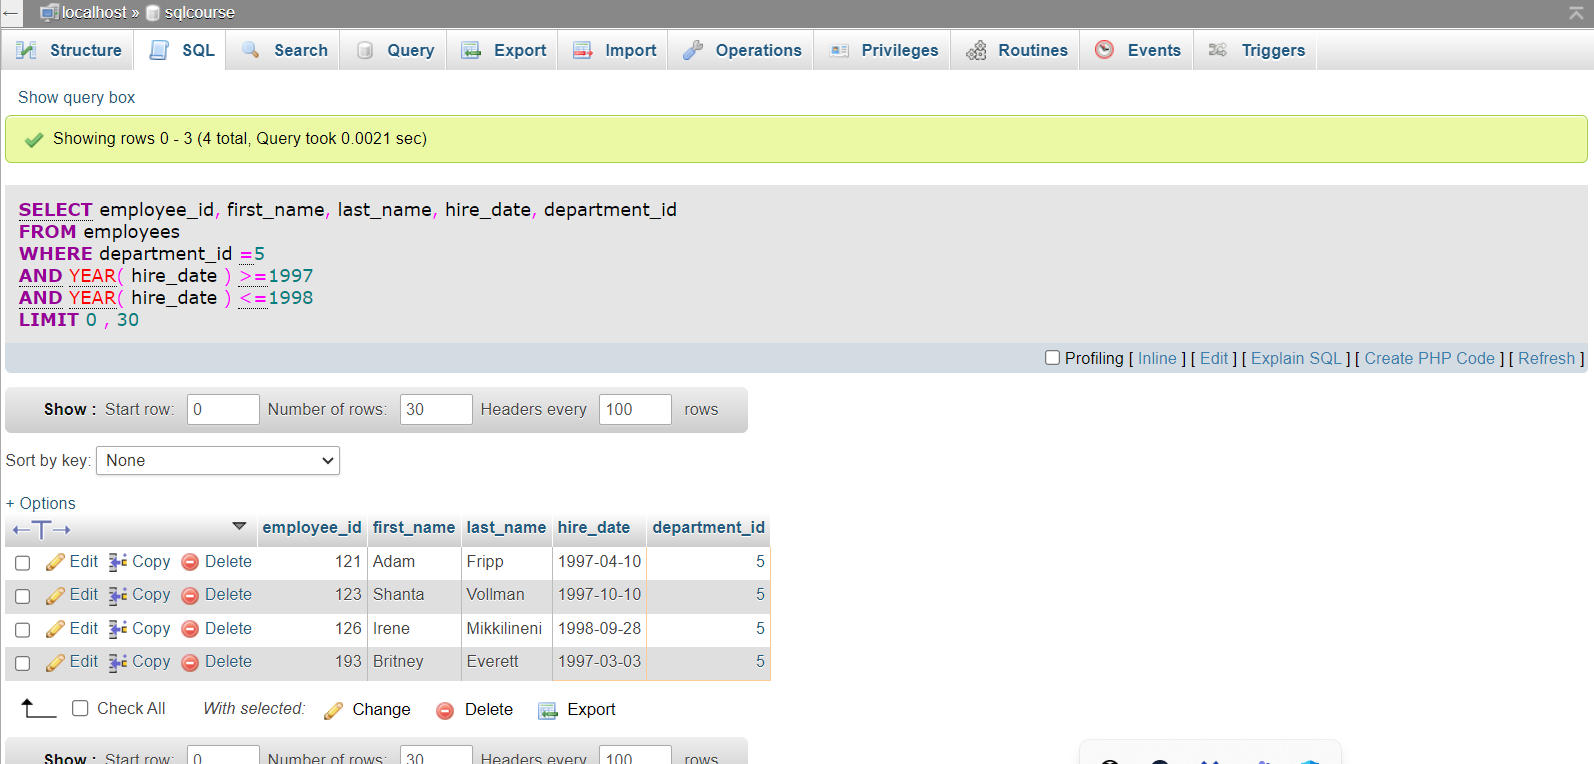 localhost » sqlcourse
Structure SQL Search Query Export Import Operations Privileges Routines Events Triggers
Show query box
Showing rows 0 - 3 (4 total, Query took 0.0021 sec)
SELECT employee_id, first_name, last_name, hire_date, department_id
FROM employees
WHERE department_id =5
AND YEAR( hire_date ) >=1997
AND YEAR( hire_date ) <=1998
LIMIT 0 , 30
Profiling [ Inline ] [ Edit ] [ Explain SQL ] [ Create PHP Code ] [ Refresh ]
Show : Start row: 0 Number of rows: 30 Headers every 100 rows
Sort by key: None
+ Options
employee_id first_name last_name hire_date department_id
Edit Copy Delete 121 Adam Fripp 1997-04-10 5
Edit Copy Delete 123 Shanta Vollman 1997-10-10 5
Edit Copy Delete 126 Irene Mikkilineni 1998-09-28 5
Edit Copy Delete 193 Britney Everett 1997-03-03 5
Check All With selected: Change Delete Export
Show : Start row: 0 Number of rows: 30 Headers every 100 rows